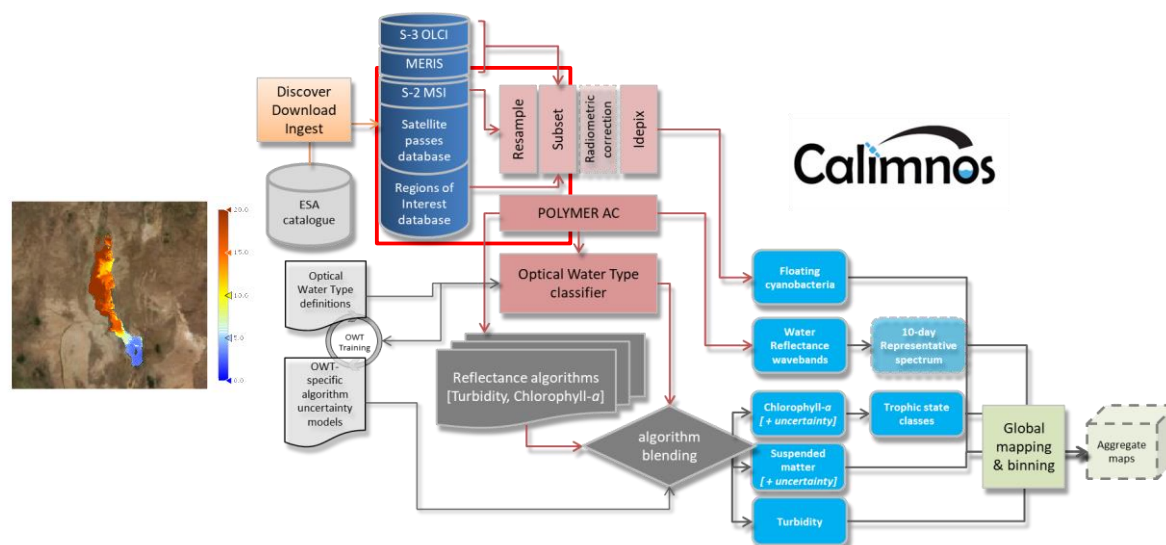 S-3 OLCI
MERIS
S-2 MSI
Satellite
passes
database
Regions of
Interest
database
Discover
Download
Ingest
ESA
catalogue
Resample
Subset
Radiometric
correction
Idepix
Calimnos
POLYMER AC
20.0
15.0
10.0
5.0
0.0
Optical
Water Type
definitions
Optical Water Type
classifier
OWT
Training
OWT-
specific
algorithm
uncertainty
models
Reflectance algorithms
[Turbidity, Chlorophyll-a]
algorithm
blending
Floating
cyanobacteria
Water
Reflectance
wavebands
10-day
Representative
spectrum
Chlorophyll-a
[+ uncertainty]
Trophic state
classes
Suspended
matter
[+ uncertainty]
Turbidity
Global
mapping
& binning
Aggregate
maps